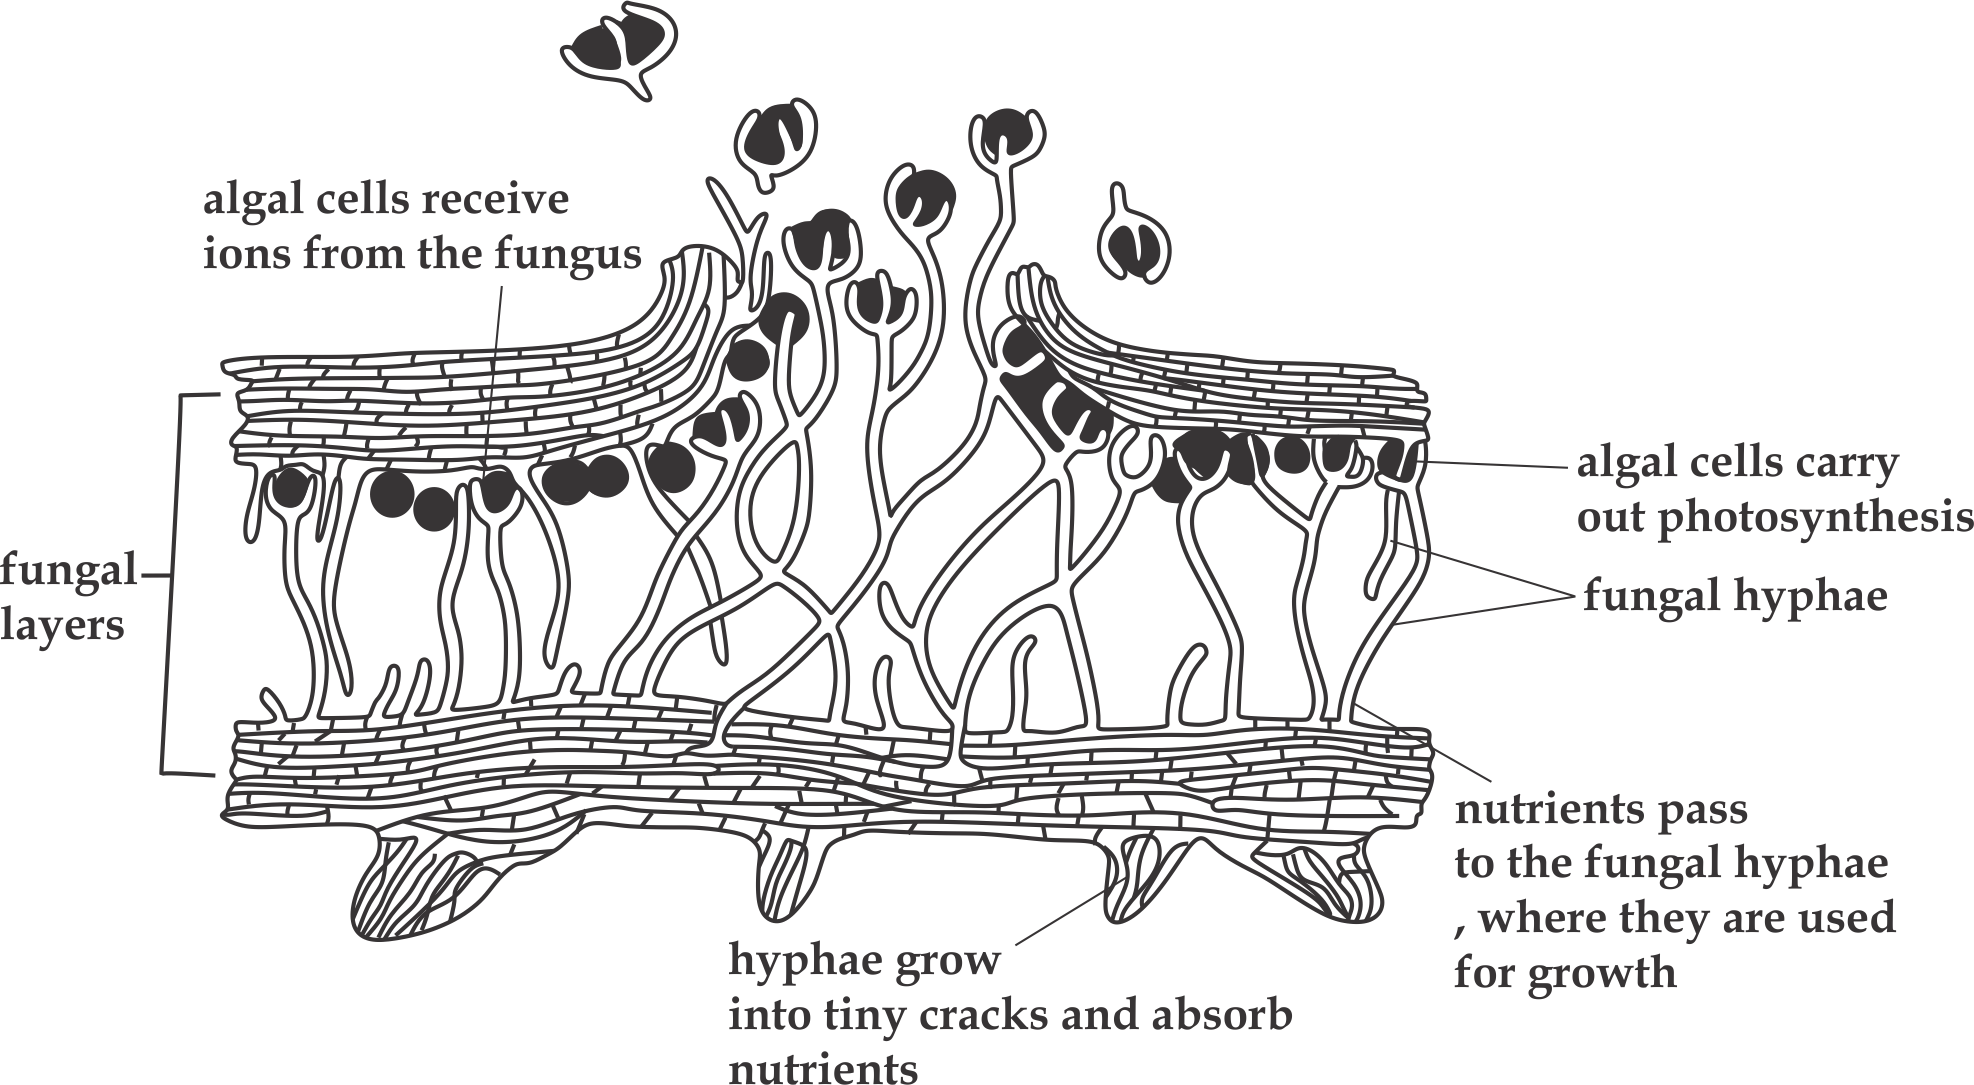 algal cells receive
ions from the fungus
fungal
layers
algal cells carry
out photosynthesis
fungal hyphae
nutrients pass
to the fungal hyphae
, where they are used
for growth
hyphae grow
into tiny cracks and absorb
nutrients